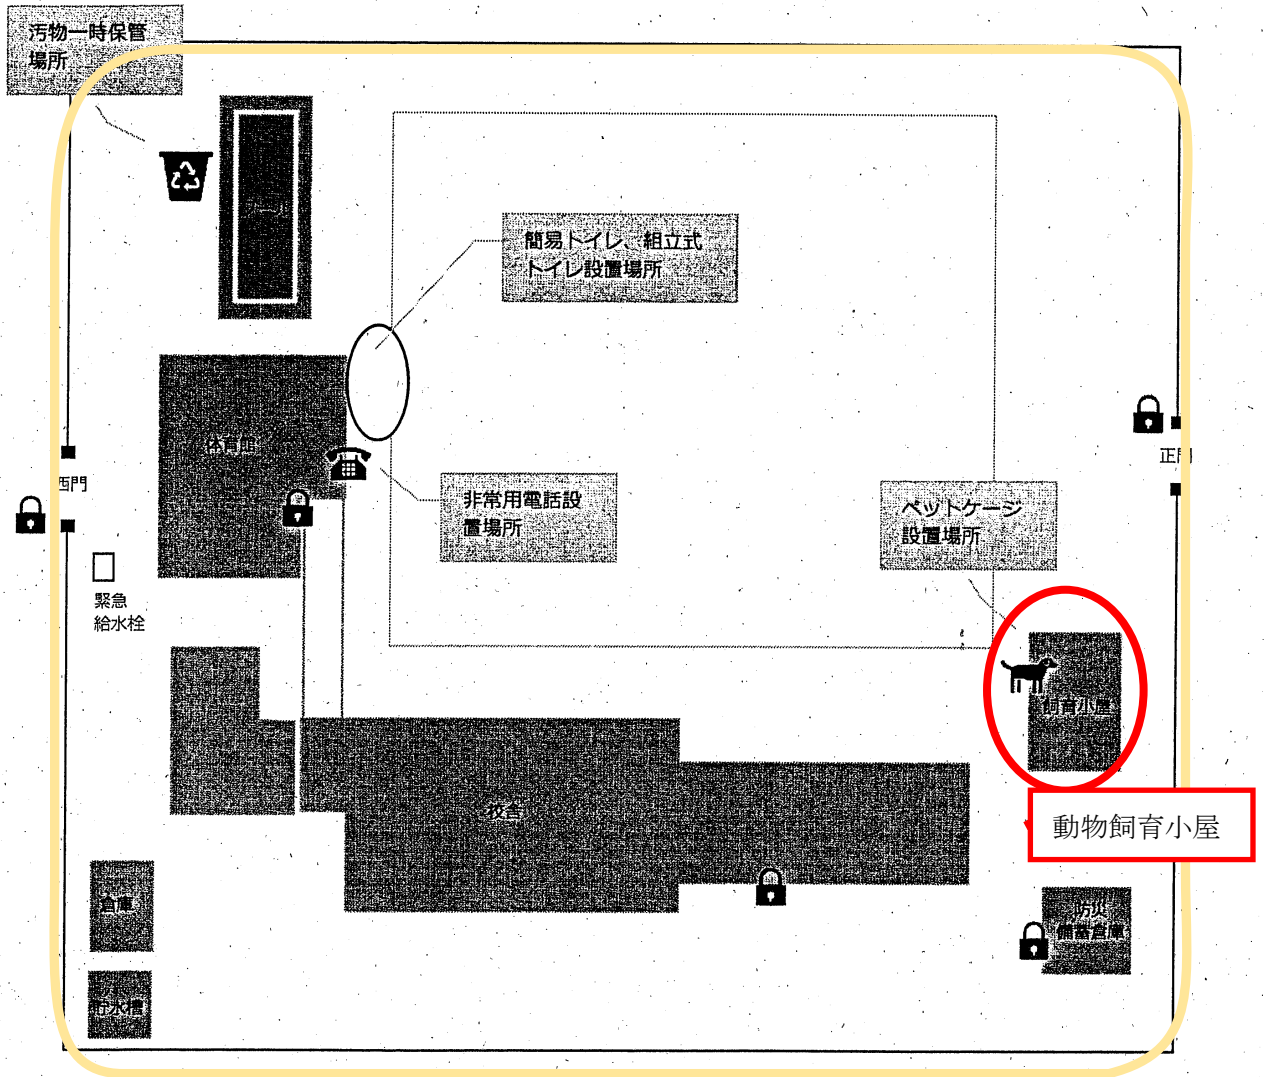 汚物一時保管
場所
プール
簡易トイレ、組立式
トイレ設置場所
体育館
西門
正門
非常用電話設
置場所
ペットケージ
設置場所
緊急
給水栓
飼育小屋
校舎
動物飼育小屋
倉庫
防災
備蓄倉庫
貯水槽